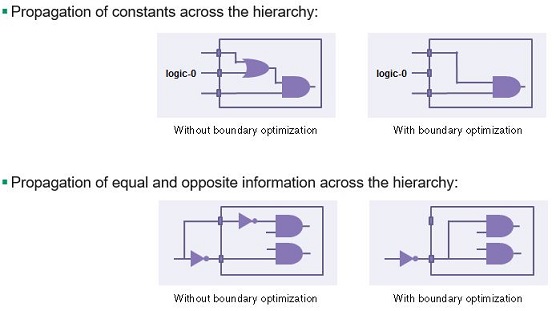 Propagation of constants across the hierarchy:
logic-0
logic-0
Without boundary optimization
With boundary optimization
Propagation of equal and opposite information across the hierarchy:
Without boundary optimization
With boundary optimization